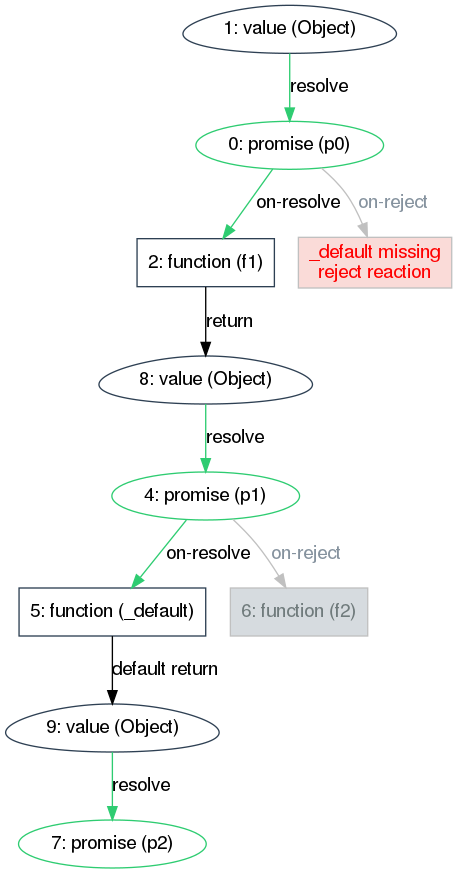 1: value (Object)
resolve
0: promise (p0)
on-resolve
on-reject
2: function (f1)
_default missing
reject reaction
return
8: value (Object)
resolve
4: promise (p1)
on-resolve
on-reject
5: function (_default)
6: function (f2)
default return
9: value (Object)
resolve
7: promise (p2)